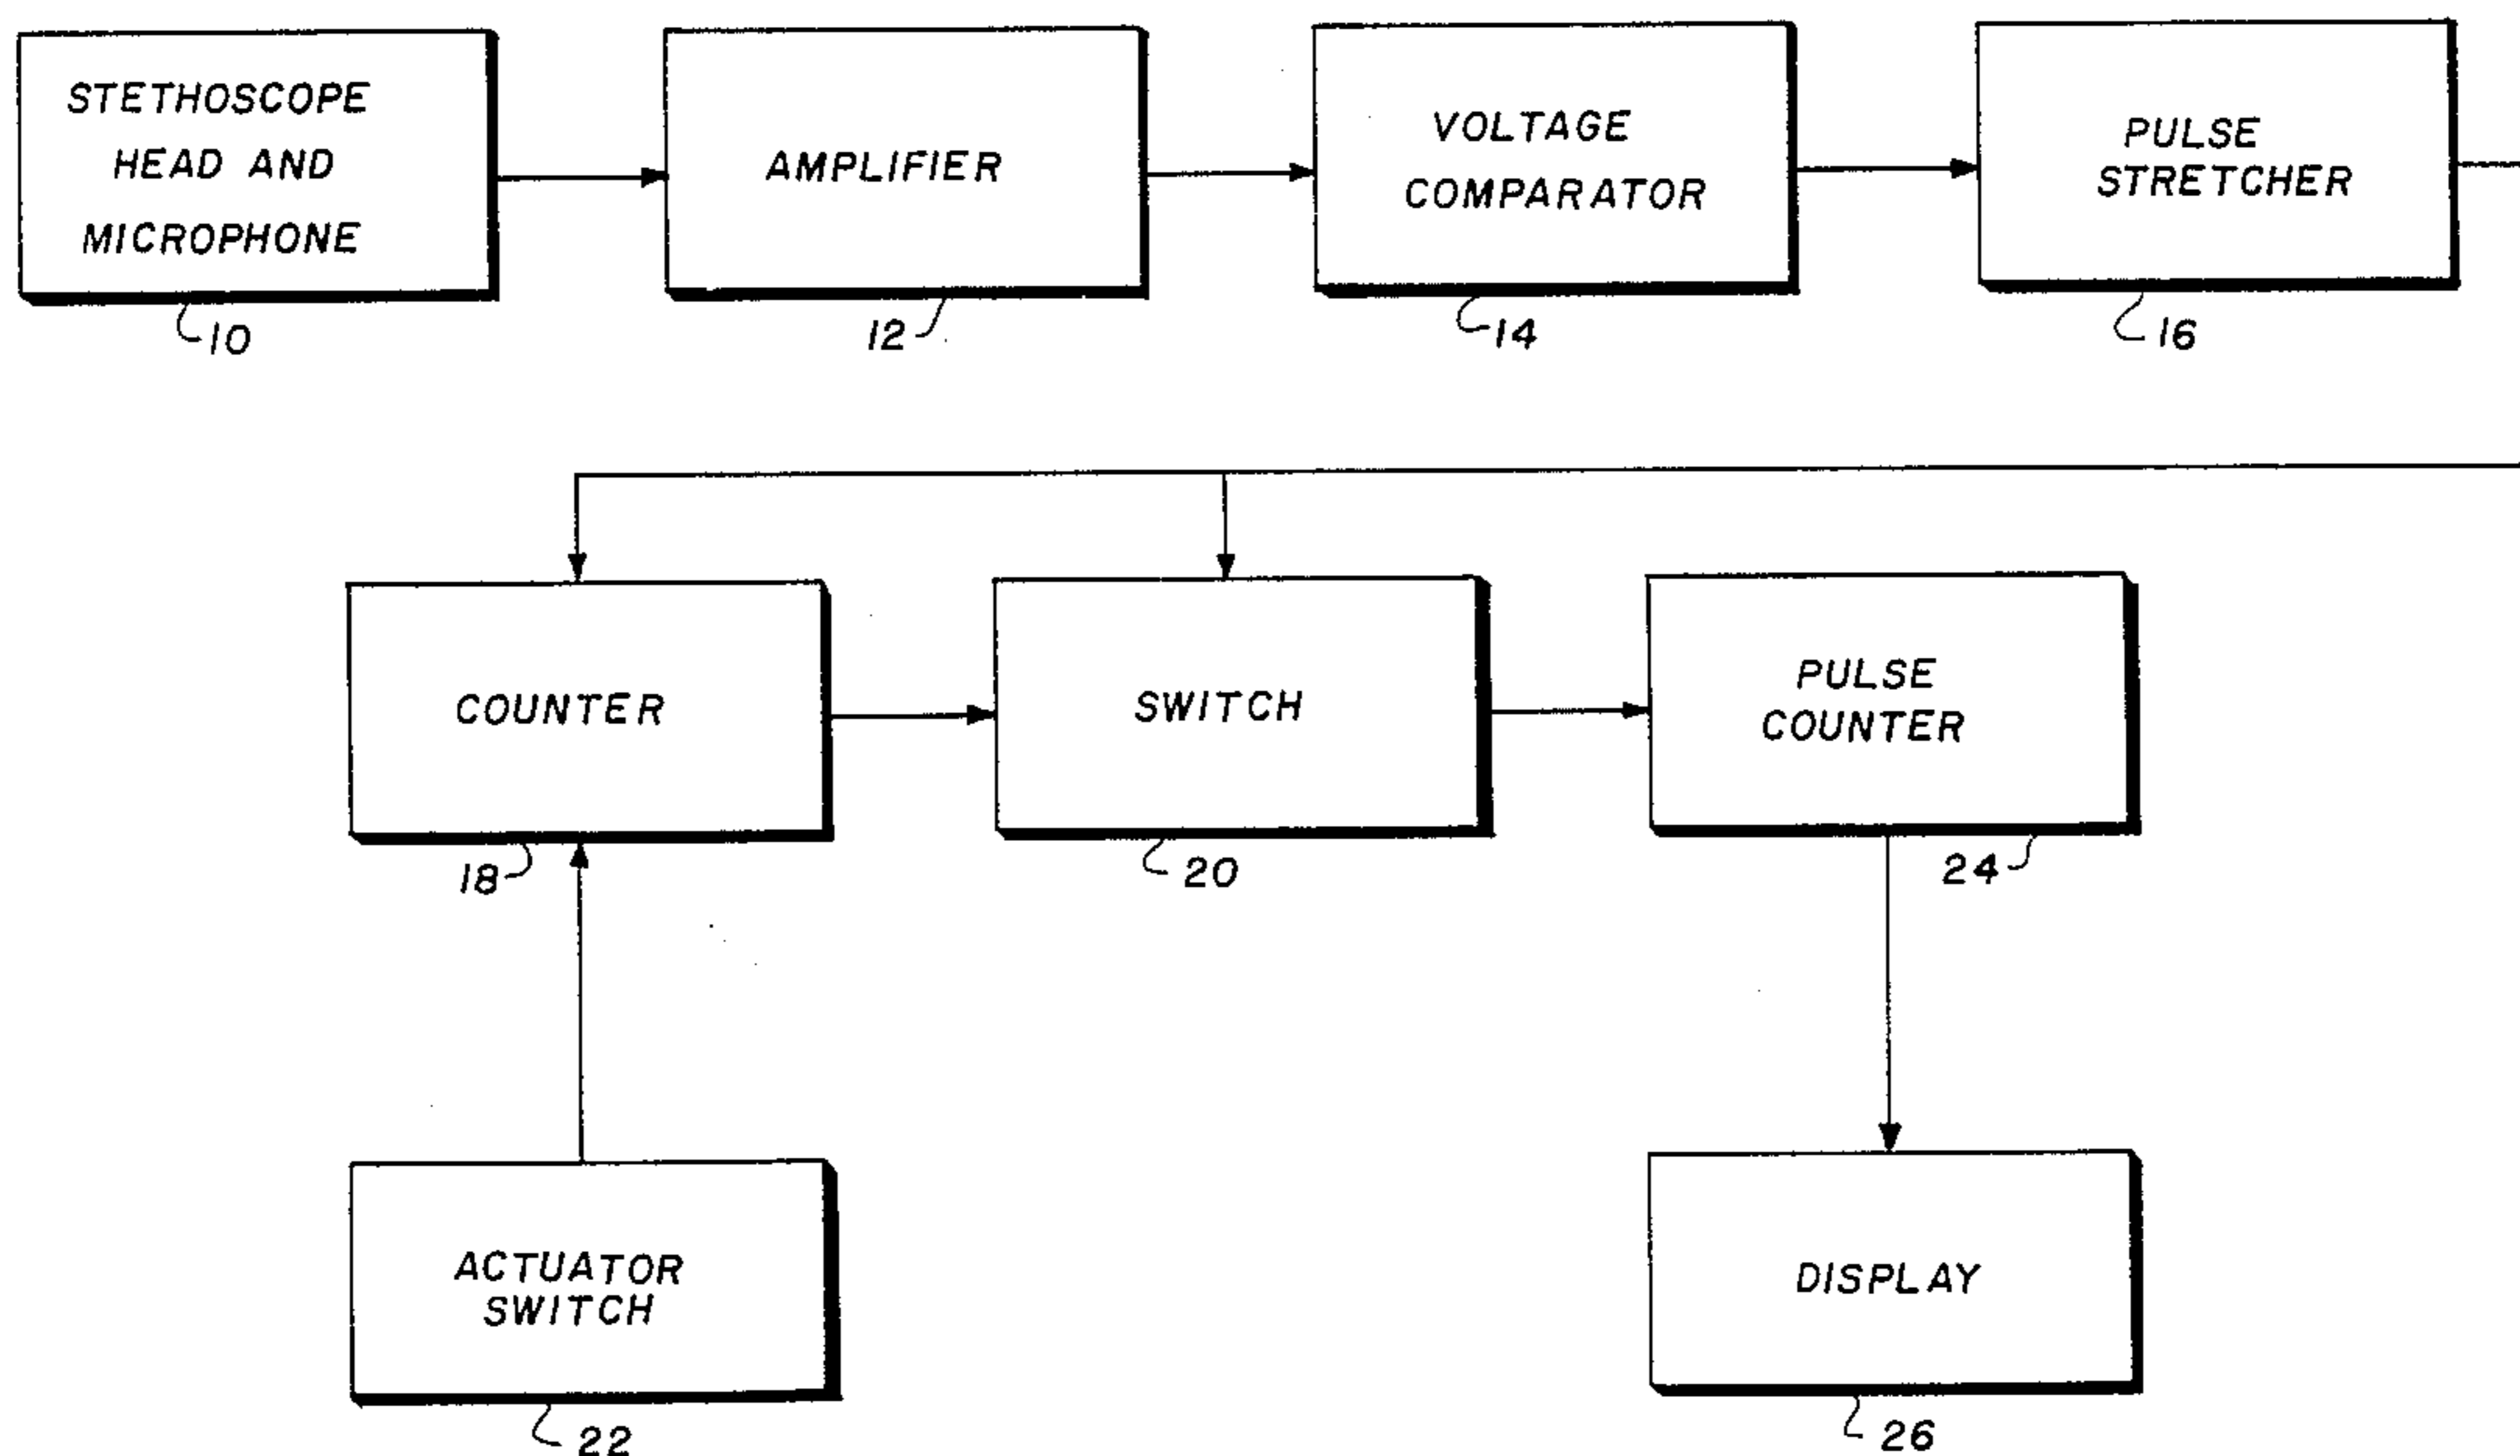 STETHOSCOPE
HEAD AND
MICROPHONE
10
AMPLIFIER
12
VOLTAGE
COMPARATOR
14
PULSE
STRETCHER
16
COUNTER
18
SWITCH
20
PULSE
COUNTER
24
ACTUATOR
SWITCH
22
DISPLAY
26